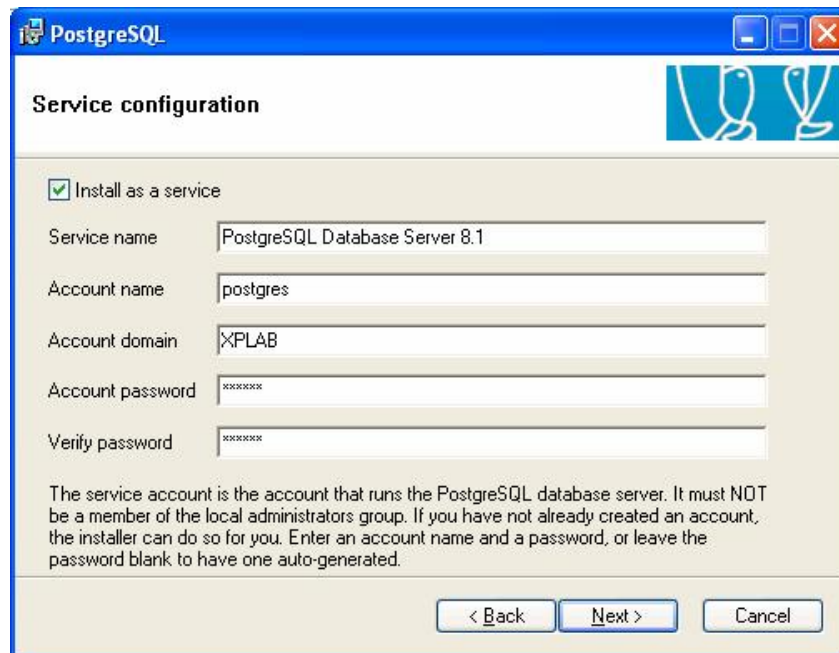 PostgreSQL
Service configuration
Install as a service
Service name PostgreSQL Database Server 8.1
Account name postgres
Account domain XPLAB
Account password ******
Verify password ******
The service account is the account that runs the PostgreSQL database server. It must NOT
be a member of the local administrators group. If you have not already created an account,
the installer can do so for you. Enter an account name and a password, or leave the
password blank to have one auto-generated.
< Back Next > Cancel